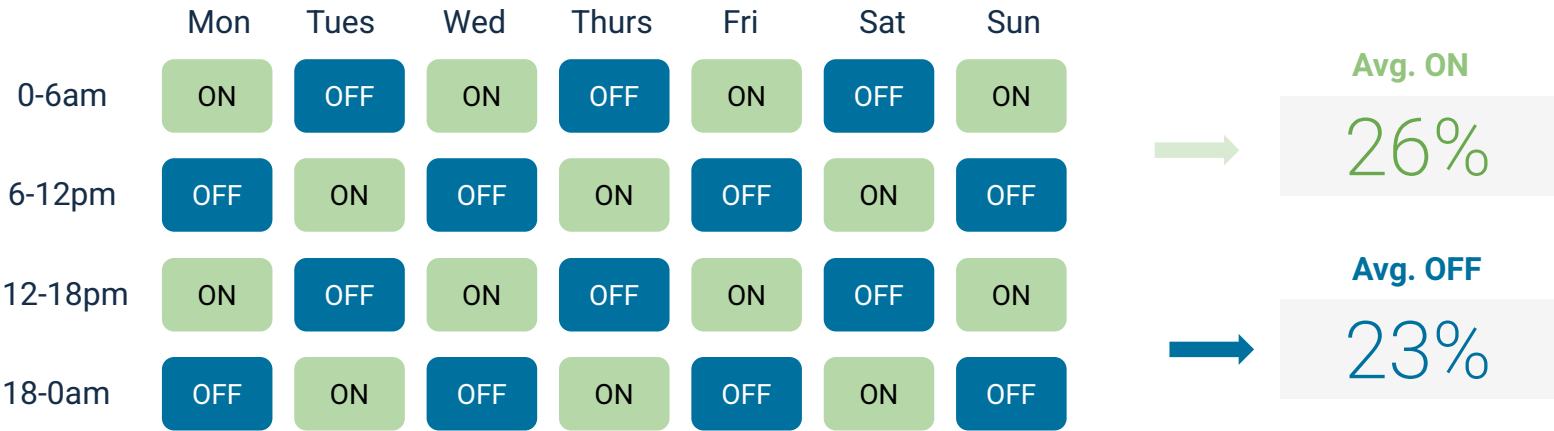 Mon Tues Wed Thurs Fri Sat Sun
0-6am ON OFF ON OFF ON OFF ON
6-12pm OFF ON OFF ON OFF ON OFF
12-18pm ON OFF ON OFF ON OFF ON
18-0am OFF ON OFF ON OFF ON OFF
Avg. ON
26%
Avg. OFF
23%